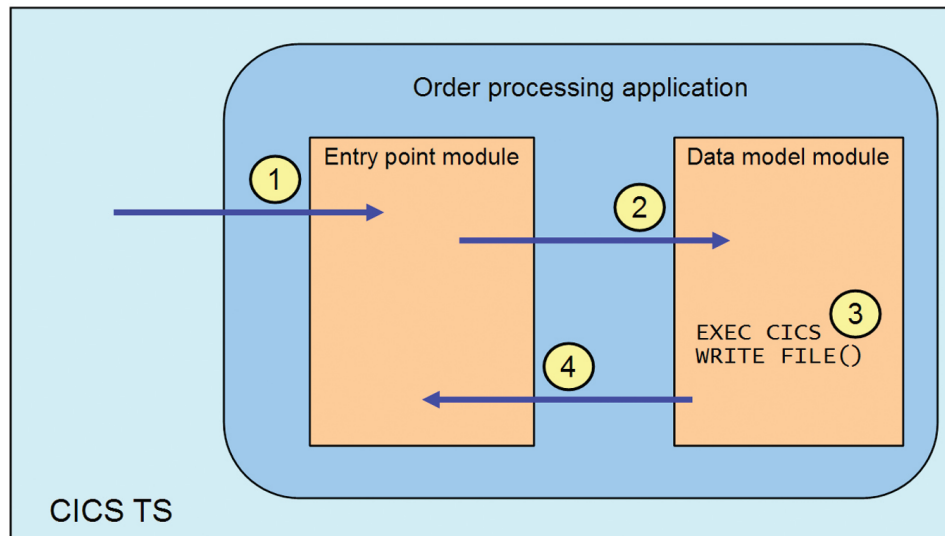 Order processing application
Entry point module
Data model module
1
2
3
EXEC CICS
WRITE FILE()
4
CICS TS